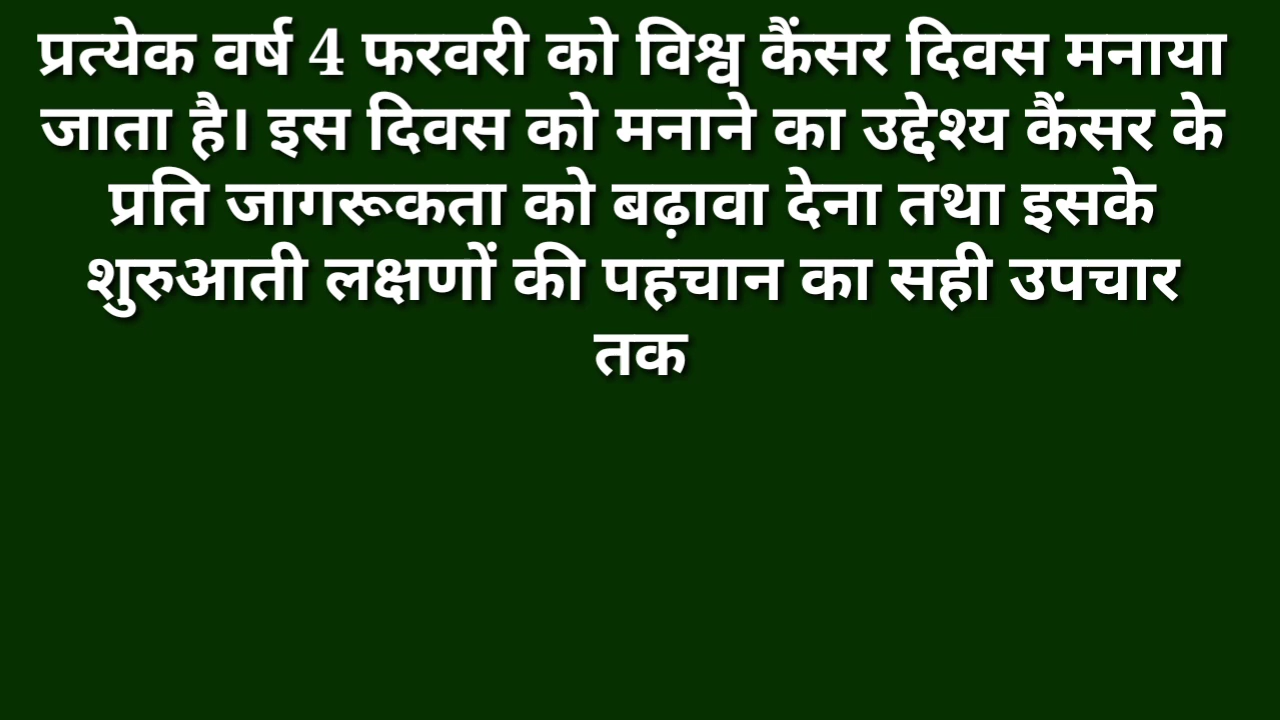 प्रत्येक वर्ष 4 फरवरी को विश्व कैंसर दिवस मनाया
जाता है। इस दिवस को मनाने का उद्देश्य कैंसर के
प्रति जागरूकता को बढ़ावा देना तथा इसके
शुरुआती लक्षणों की पहचान का सही उपचार
तक